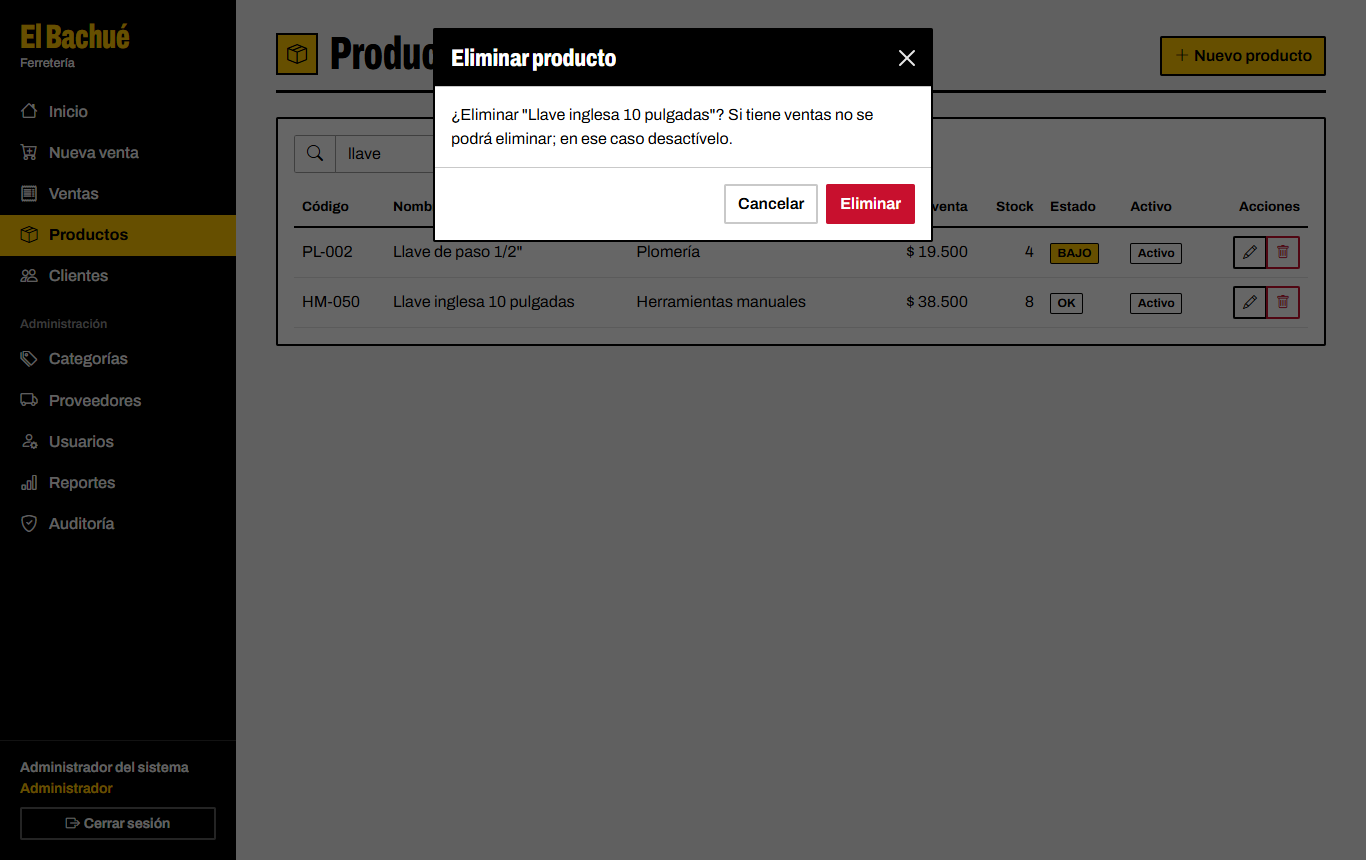 El Bachué
Ferretería
Inicio
Nueva venta
Ventas
Productos
Clientes
Administración
Categorías
Proveedores
Usuarios
Reportes
Auditoría
Administrador del sistema
Administrador
Cerrar sesión
Produc
+ Nuevo producto
Eliminar producto
¿Eliminar "Llave inglesa 10 pulgadas"? Si tiene ventas no se
podrá eliminar; en ese caso desactívelo.
Cancelar Eliminar
llave
Código Nomb venta Stock Estado Activo Acciones
PL-002 Llave de paso 1/2" Plomería $ 19.500 4 BAJO Activo
HM-050 Llave inglesa 10 pulgadas Herramientas manuales $ 38.500 8 OK Activo